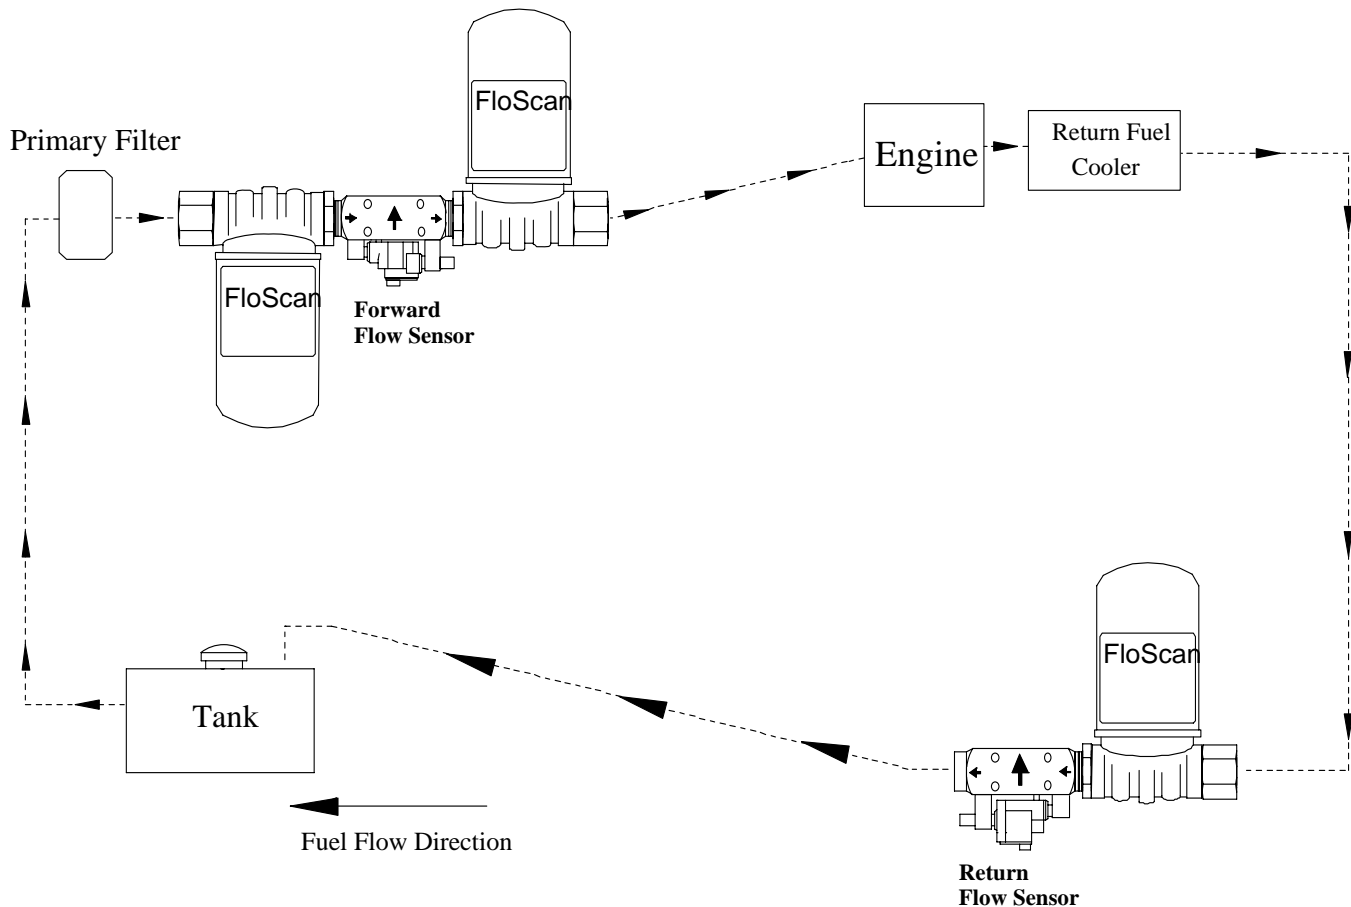 FloScan
Primary Filter
Engine
Return Fuel
Cooler
FloScan
Forward
Flow Sensor
FloScan
Tank
Fuel Flow Direction
Return
Flow Sensor